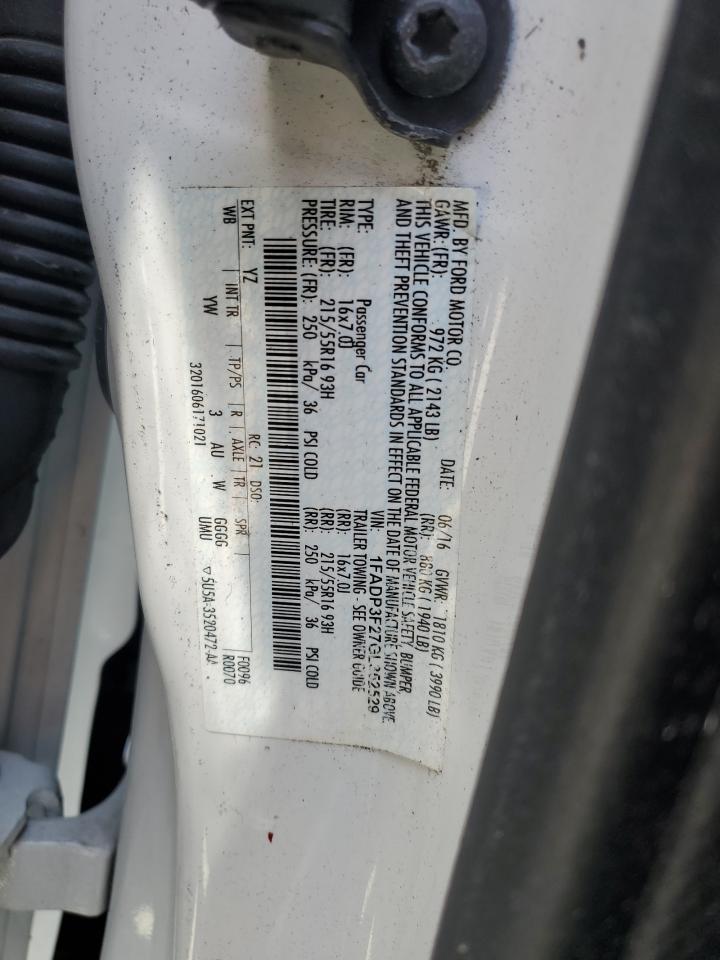 MFD. BY FORD MOTOR CO.
DATE: 06/16 GVWR: 1810 KG ( 3990 LB)
GAWR: (FR): 972 KG ( 2143 LB) (RR): 880 KG ( 1940 LB)
THIS VEHICLE CONFORMS TO ALL APPLICABLE FEDERAL MOTOR VEHICLE SAFETY, BUMPER,
AND THEFT PREVENTION STANDARDS IN EFFECT ON THE DATE OF MANUFACTURE SHOWN ABOVE.
VIN:
TYPE: Passenger Car TRAILER TOWING - SEE OWNER GUIDE
RIM: (FR): 16x7.0J (RR): 16x7.0J
TIRE: (FR): 215/55R16 93H (RR): 215/55R16 93H
PRESSURE (FR): 250 kPa/ 36 PSI COLD (RR): 250 kPa/ 36 PSI COLD
EXT PNT: YZ RC: 21 DSO: F0096
WB INT TR TP/PS R AXLE TR SPR R0070
YW 3 AU W GGGG
UMU
3201606171021 ▽5U5A-3520472-AA